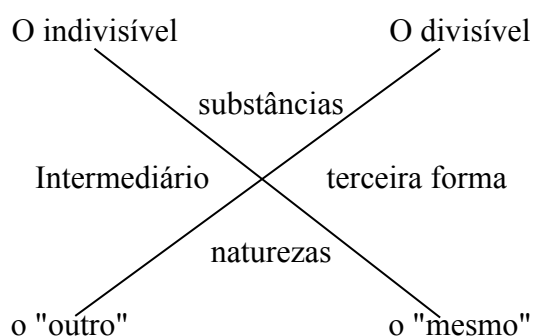 O indivisível O divisível
substâncias
Intermediário terceira forma
naturezas
o "outro" o "mesmo"